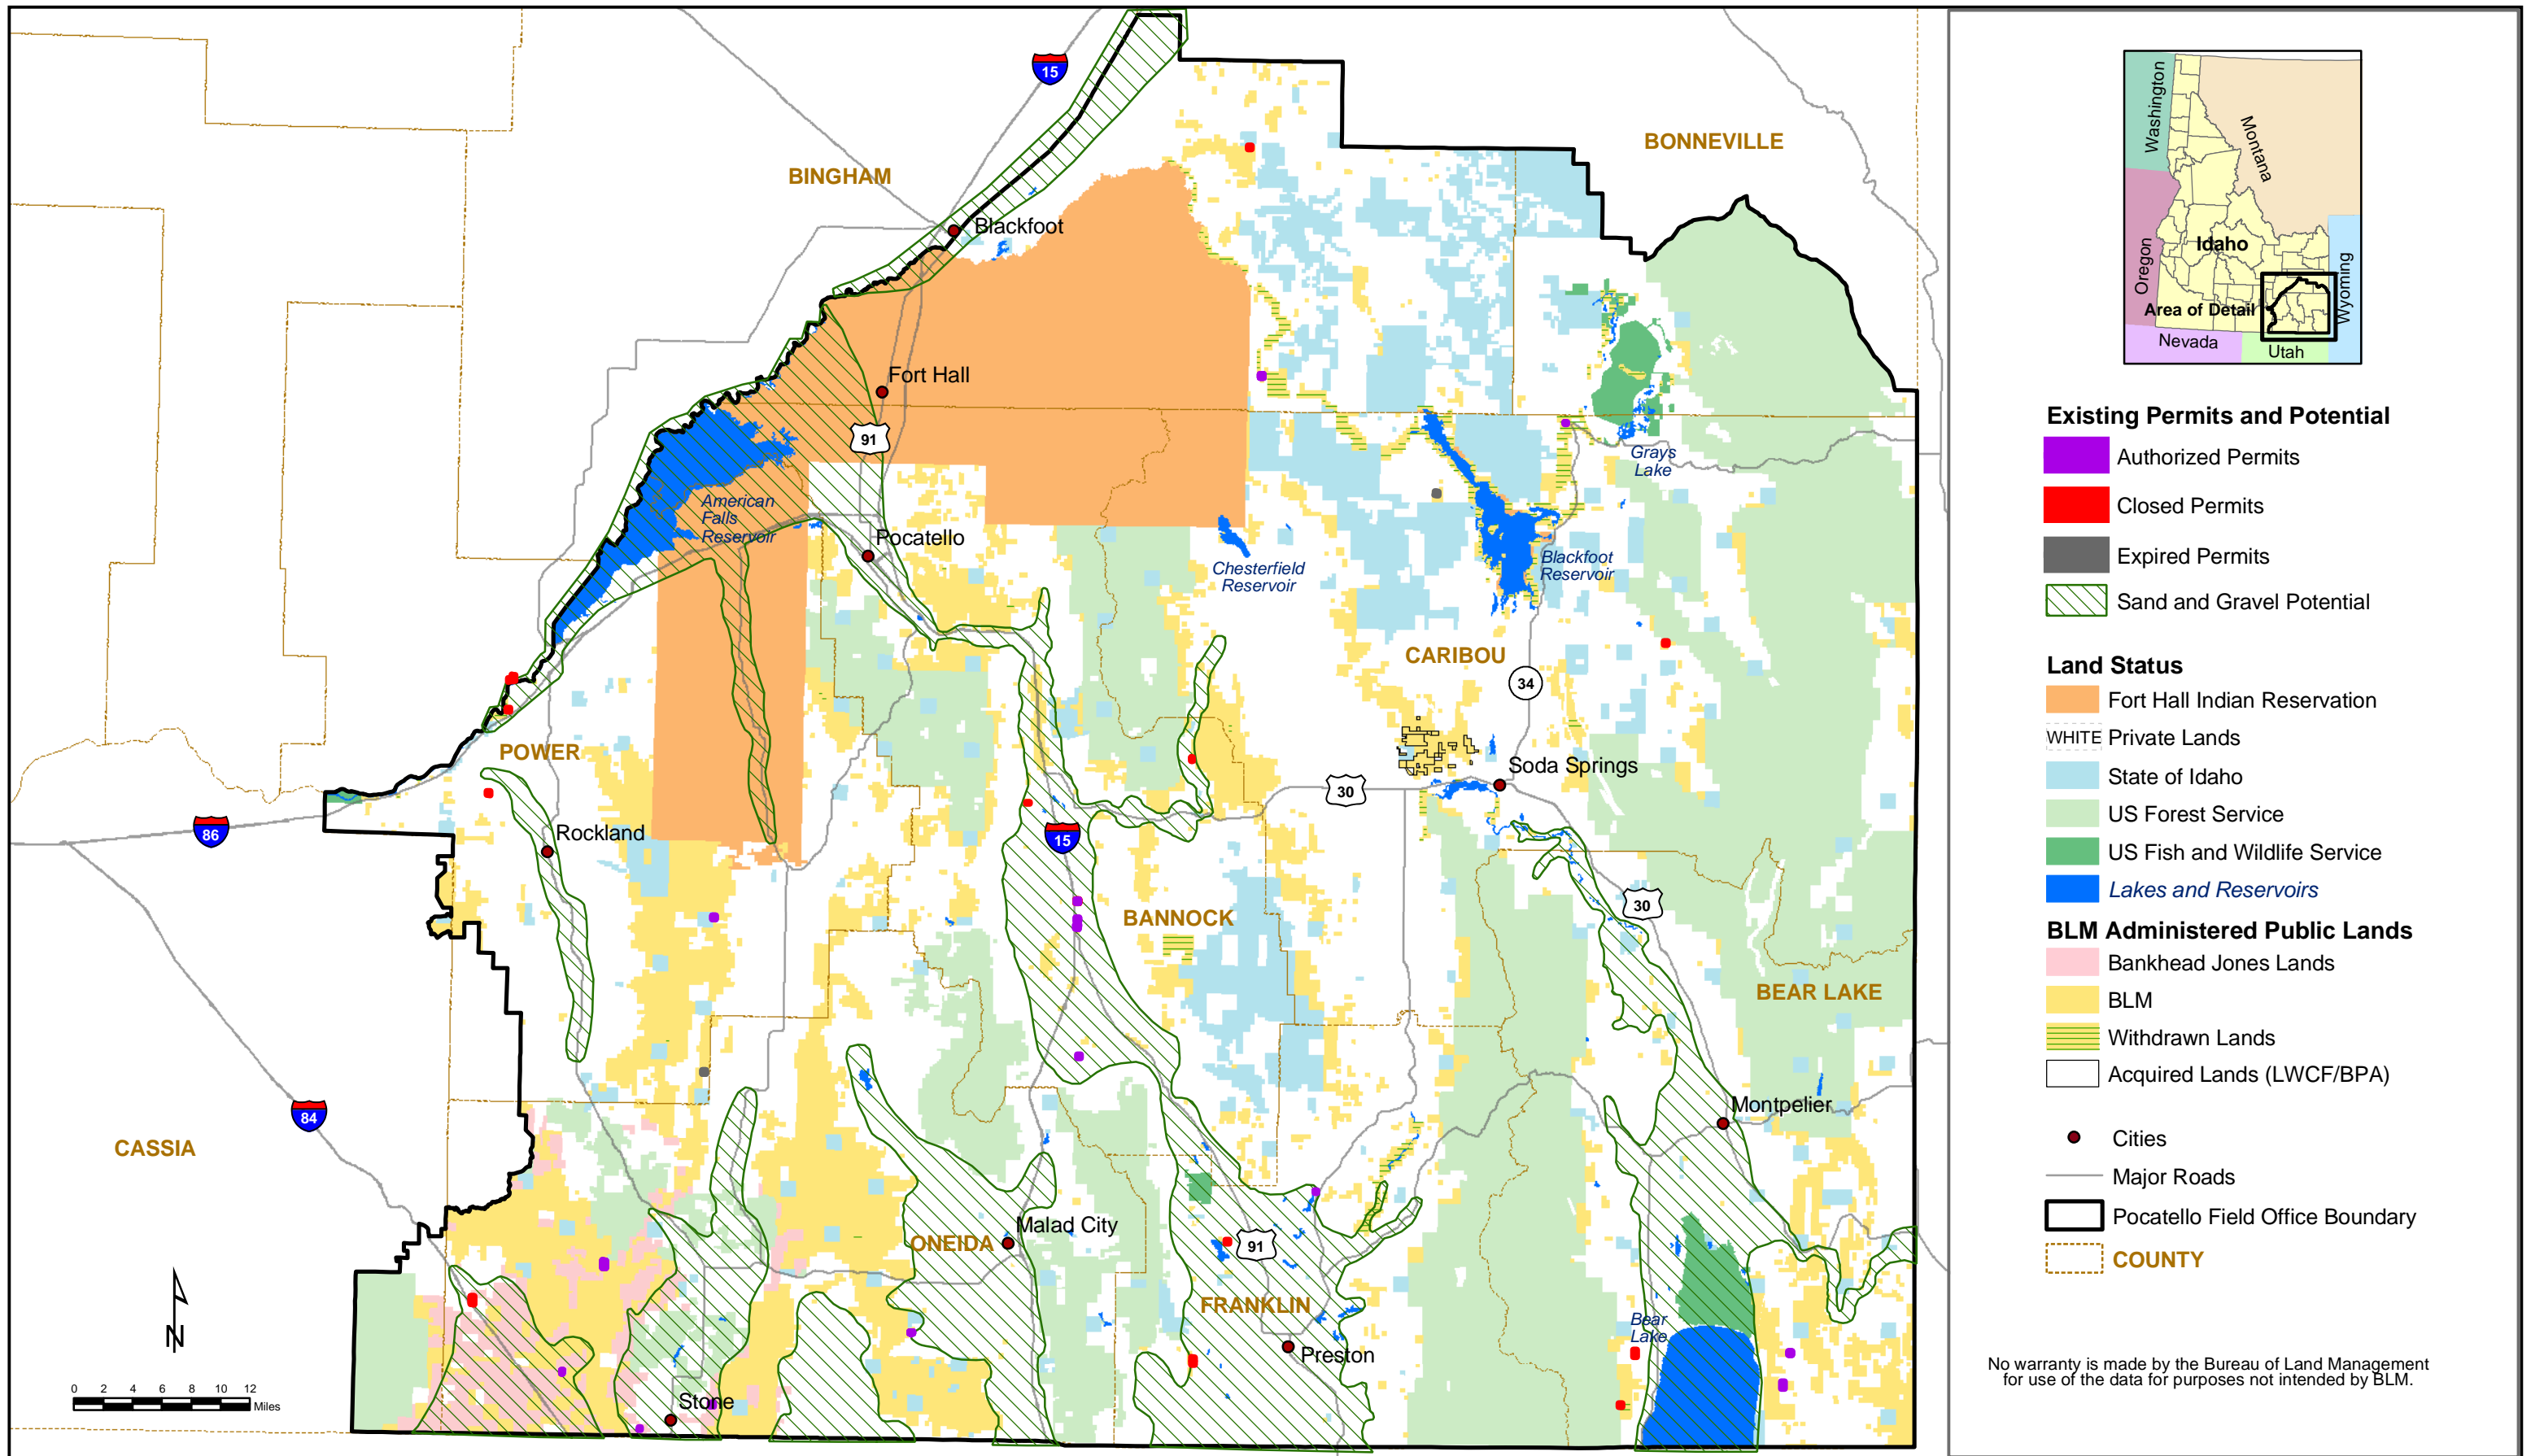 15
BINGHAM
BONNEVILLE
Blackfoot
Fort Hall
91
American
Falls
Reservoir
Pocatello
Grays
Lake
Chesterfield
Reservoir
Blackfoot
Reservoir
CARIBOU
34
POWER
Soda Springs
30
86
Rockland
15
30
BANNOCK
BEAR LAKE
84
CASSIA
Montpelier
Malad City
ONEIDA
91
FRANKLIN
Bear
Lake
Preston
Stone
N
0 2 4 6 8 10 12
Miles
Washington
Montana
Oregon
Idaho
Wyoming
Area of Detail
Nevada
Utah
Existing Permits and Potential
Authorized Permits
Closed Permits
Expired Permits
Sand and Gravel Potential
Land Status
Fort Hall Indian Reservation
WHITE Private Lands
State of Idaho
US Forest Service
US Fish and Wildlife Service
Lakes and Reservoirs
BLM Administered Public Lands
Bankhead Jones Lands
BLM
Withdrawn Lands
Acquired Lands (LWCF/BPA)
Cities
Major Roads
Pocatello Field Office Boundary
COUNTY
No warranty is made by the Bureau of Land Management
for use of the data for purposes not intended by BLM.